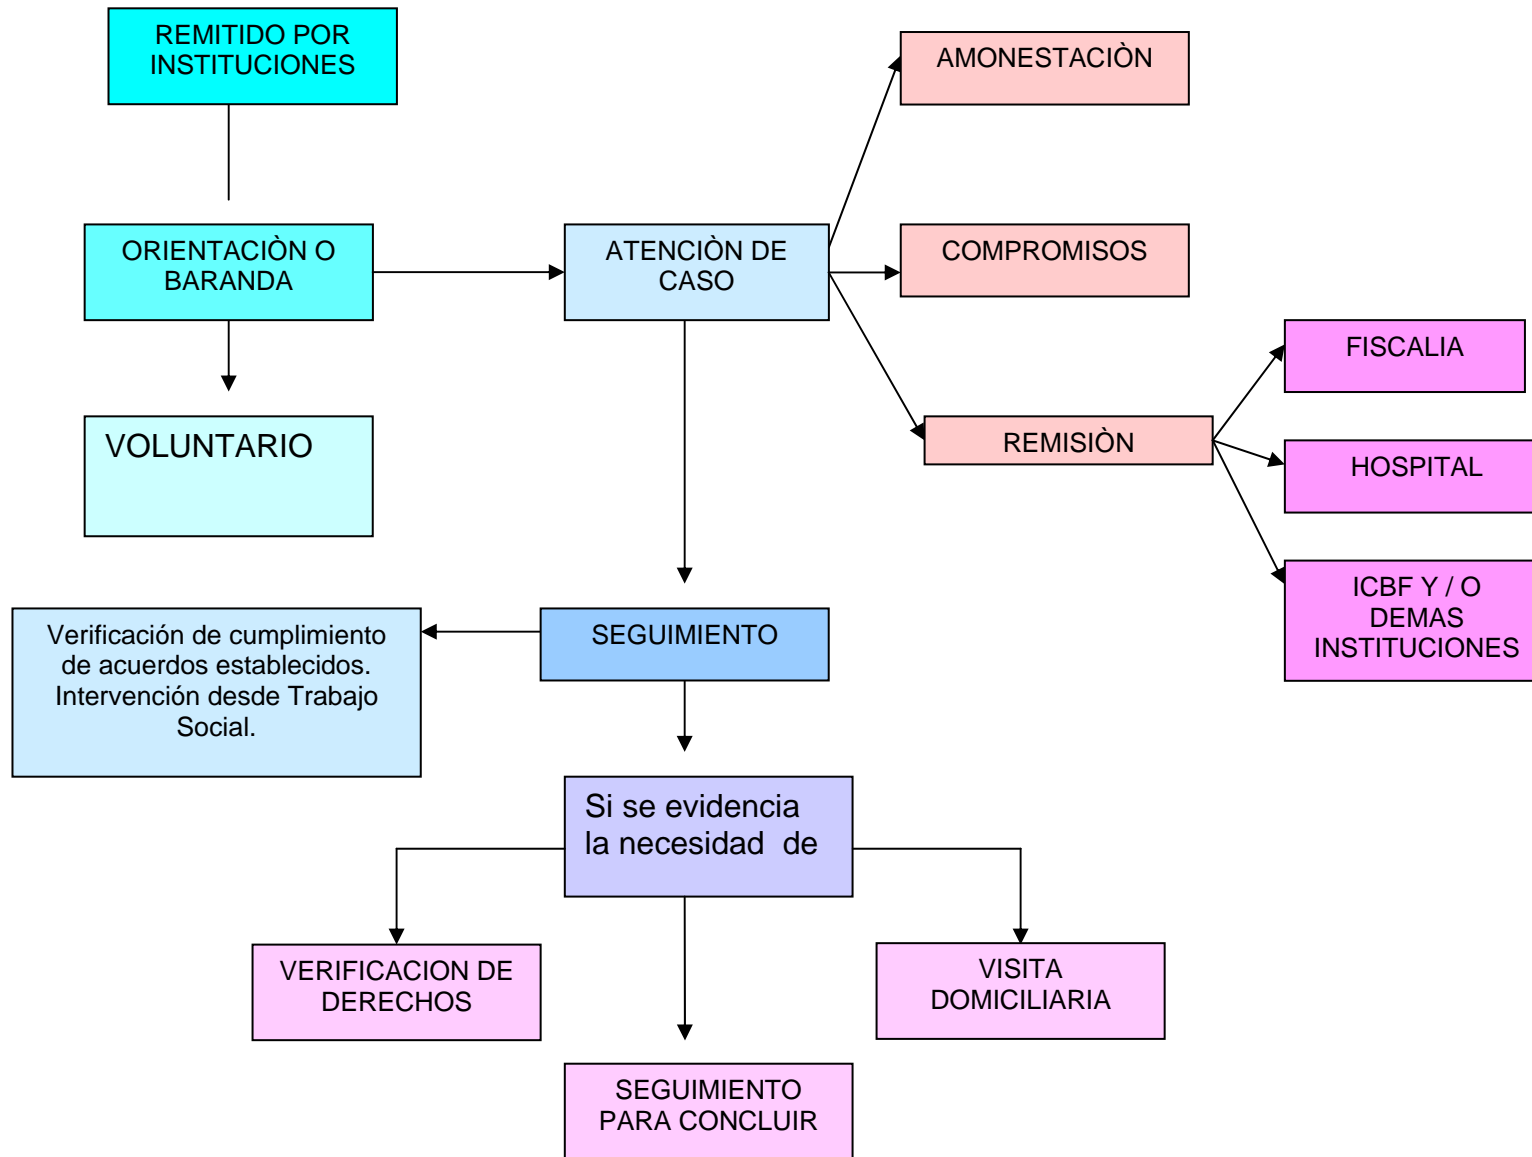 REMITIDO POR
INSTITUCIONES
AMONESTACIÒN
ORIENTACIÒN O
BARANDA
ATENCIÒN DE
CASO
COMPROMISOS
FISCALIA
VOLUNTARIO
REMISIÒN
HOSPITAL
ICBF Y / O
DEMAS
INSTITUCIONES
Verificación de cumplimiento
de acuerdos establecidos.
Intervención desde Trabajo
Social.
SEGUIMIENTO
Si se evidencia
la necesidad  de
VERIFICACION DE
DERECHOS
VISITA
DOMICILIARIA
SEGUIMIENTO
PARA CONCLUIR